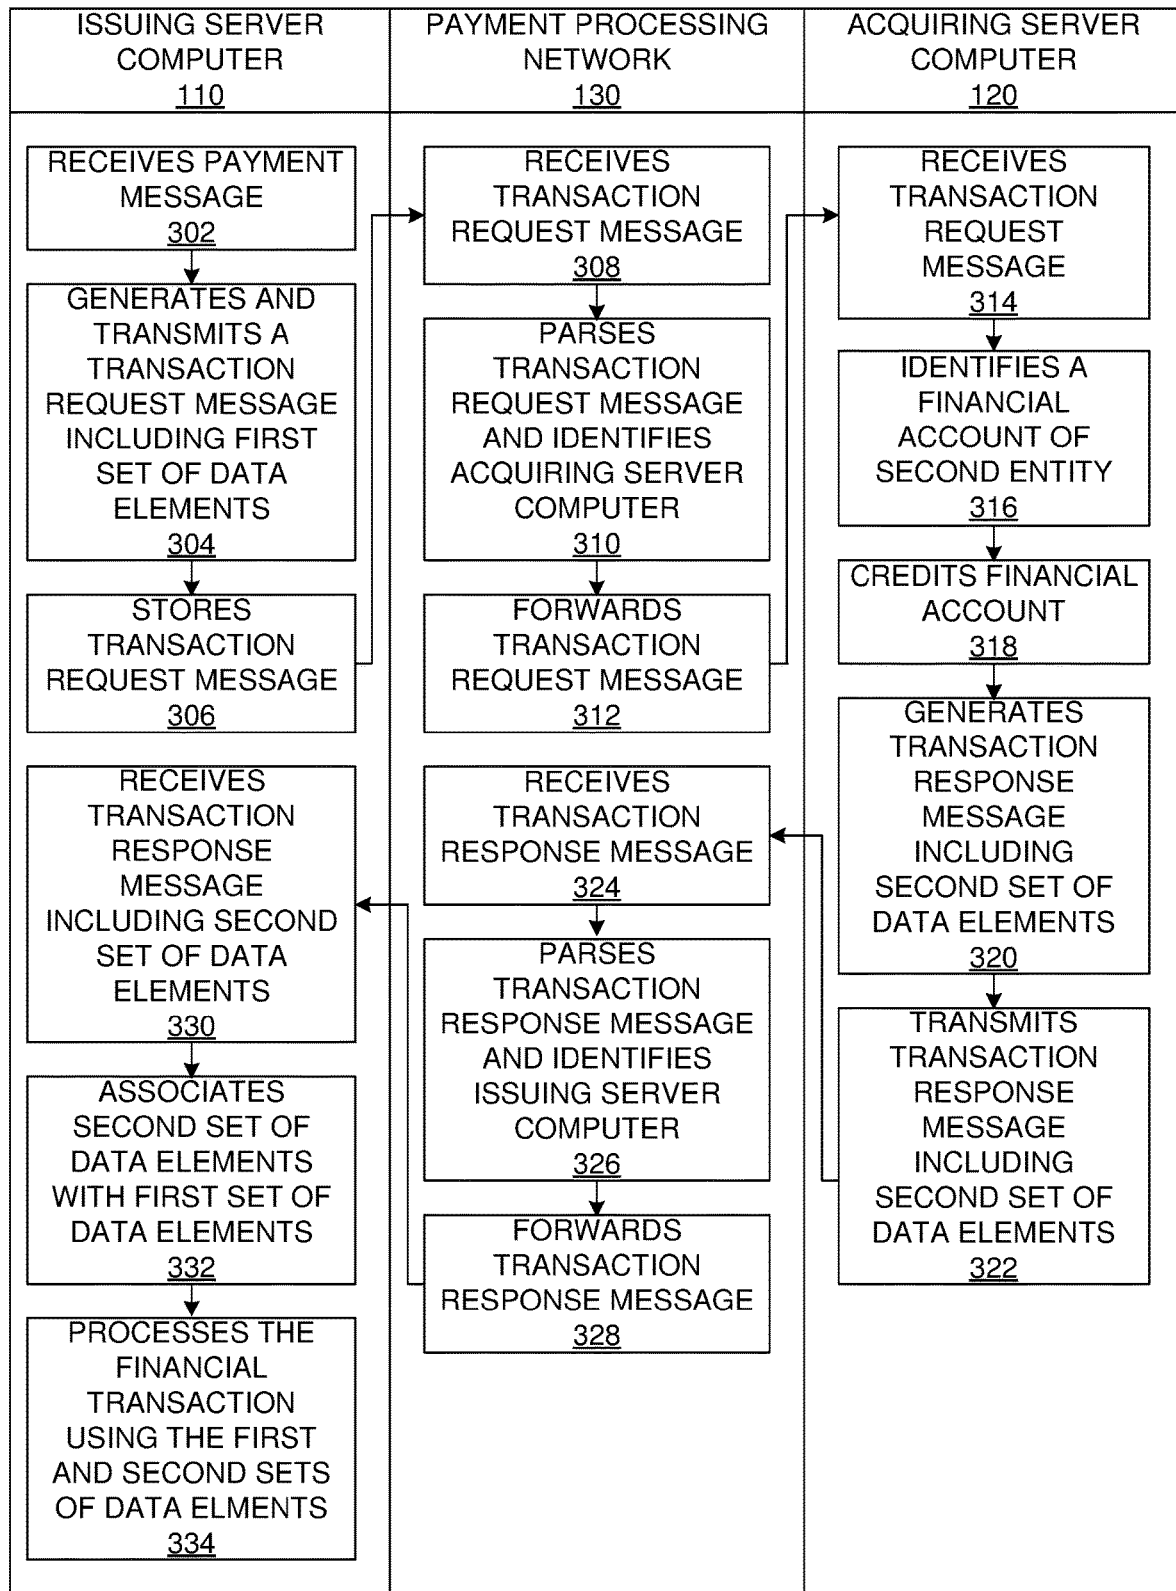 ISSUING SERVER
COMPUTER
110
PAYMENT PROCESSING
NETWORK
130
ACQUIRING SERVER
COMPUTER
120
RECEIVES PAYMENT
MESSAGE
302
GENERATES AND
TRANSMITS A
TRANSACTION
REQUEST MESSAGE
INCLUDING FIRST
SET OF DATA
ELEMENTS
304
STORES
TRANSACTION
REQUEST MESSAGE
306
RECEIVES
TRANSACTION
REQUEST MESSAGE
308
PARSES
TRANSACTION
REQUEST MESSAGE
AND IDENTIFIES
ACQUIRING SERVER
COMPUTER
310
FORWARDS
TRANSACTION
REQUEST MESSAGE
312
RECEIVES
TRANSACTION
REQUEST
MESSAGE
314
IDENTIFIES A
FINANCIAL
ACCOUNT OF
SECOND ENTITY
316
CREDITS FINANCIAL
ACCOUNT
318
GENERATES
TRANSACTION
RESPONSE
MESSAGE
INCLUDING
SECOND SET OF
DATA ELEMENTS
320
TRANSMITS
TRANSACTION
RESPONSE
MESSAGE
INCLUDING
SECOND SET OF
DATA ELEMENTS
322
RECEIVES
TRANSACTION
RESPONSE MESSAGE
324
PARSES
TRANSACTION
RESPONSE MESSAGE
AND IDENTIFIES
ISSUING SERVER
COMPUTER
326
FORWARDS
TRANSACTION
RESPONSE MESSAGE
328
RECEIVES
TRANSACTION
RESPONSE
MESSAGE
INCLUDING SECOND
SET OF DATA
ELEMENTS
330
ASSOCIATES
SECOND SET OF
DATA ELEMENTS
WITH FIRST SET OF
DATA ELEMENTS
332
PROCESSES THE
FINANCIAL
TRANSACTION
USING THE FIRST
AND SECOND SETS
OF DATA ELMENTS
334